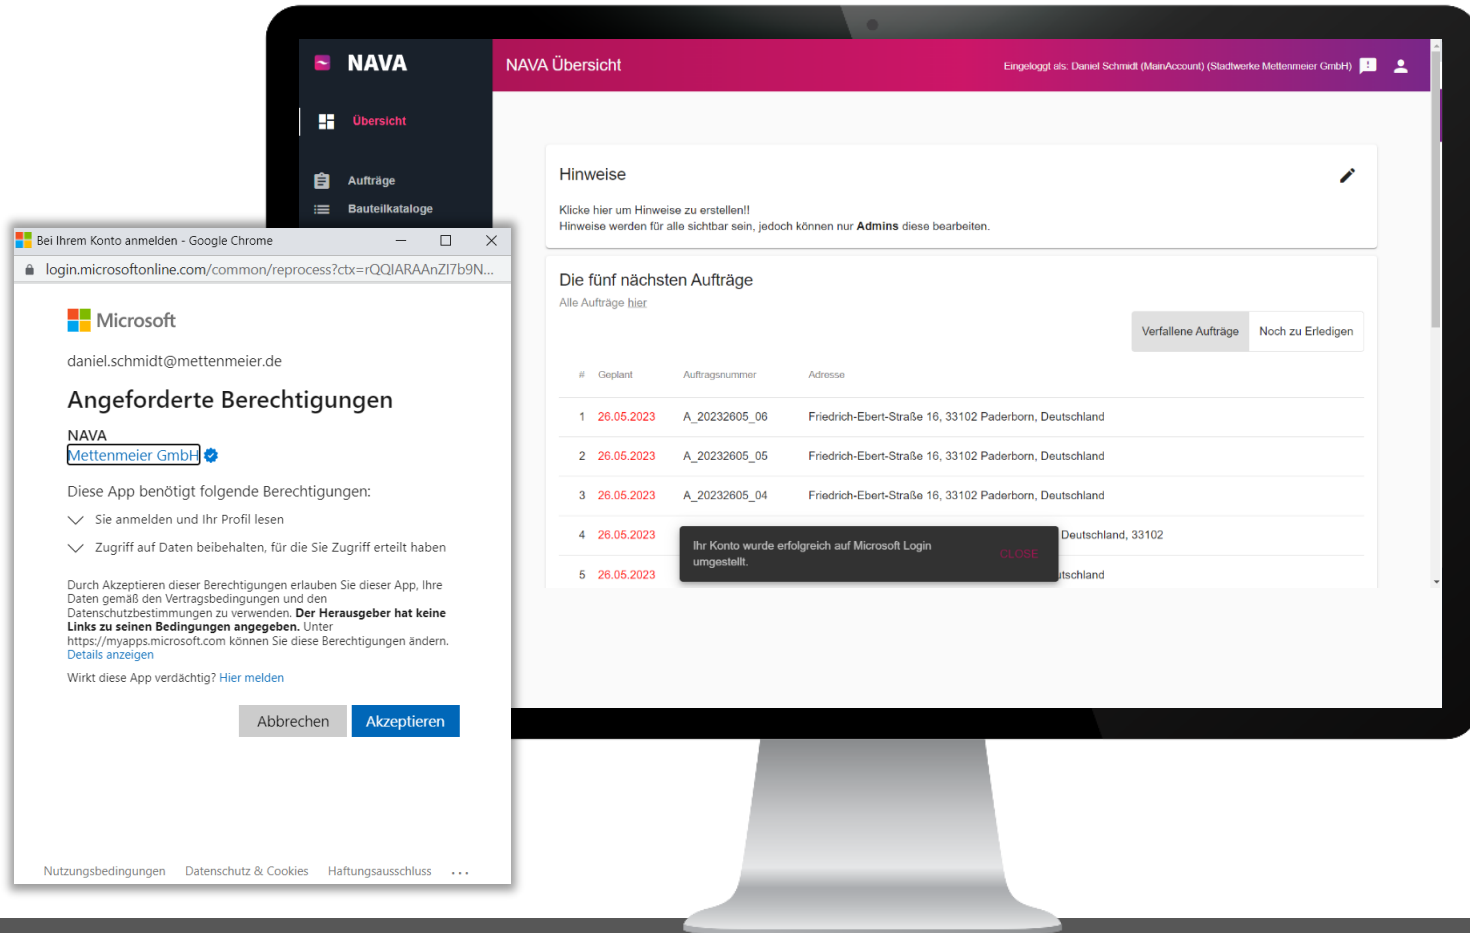 NAVA
NAVA Übersicht
Eingeloggt als: Daniel Schmidt (MainAccount) (Stadtwerke Mettenmeier GmbH)
Übersicht
Aufträge
Bauteilkataloge
Hinweise
Klicke hier um Hinweise zu erstellen!!
Hinweise werden für alle sichtbar sein, jedoch können nur Admins diese bearbeiten.
Die fünf nächsten Aufträge
Alle Aufträge hier
Verfallene Aufträge Noch zu Erledigen
# Geplant Auftragsnummer Adresse
1 26.05.2023 A_20232605_06 Friedrich-Ebert-Straße 16, 33102 Paderborn, Deutschland
2 26.05.2023 A_20232605_05 Friedrich-Ebert-Straße 16, 33102 Paderborn, Deutschland
3 26.05.2023 A_20232605_04 Friedrich-Ebert-Straße 16, 33102 Paderborn, Deutschland
4 26.05.2023 Deutschland, 33102
5 26.05.2023
Ihr Konto wurde erfolgreich auf Microsoft Login
umgestellt.
CLOSE
Bei Ihrem Konto anmelden - Google Chrome
login.microsoftonline.com/common/reprocess?ctx=rQQIARAAnZI7b9N...
Microsoft
daniel.schmidt@mettenmeier.de
Angeforderte Berechtigungen
NAVA
Mettenmeier GmbH
Diese App benötigt folgende Berechtigungen:
Sie anmelden und Ihr Profil lesen
Zugriff auf Daten beibehalten, für die Sie Zugriff erteilt haben
Durch Akzeptieren dieser Berechtigungen erlauben Sie dieser App, Ihre
Daten gemäß den Vertragsbedingungen und den
Datenschutzbestimmungen zu verwenden. Der Herausgeber hat keine
Links zu seinen Bedingungen angegeben. Unter
https://myapps.microsoft.com können Sie diese Berechtigungen ändern.
Details anzeigen
Wirkt diese App verdächtig? Hier melden
Abbrechen Akzeptieren
Nutzungsbedingungen Datenschutz & Cookies Haftungsausschluss ...